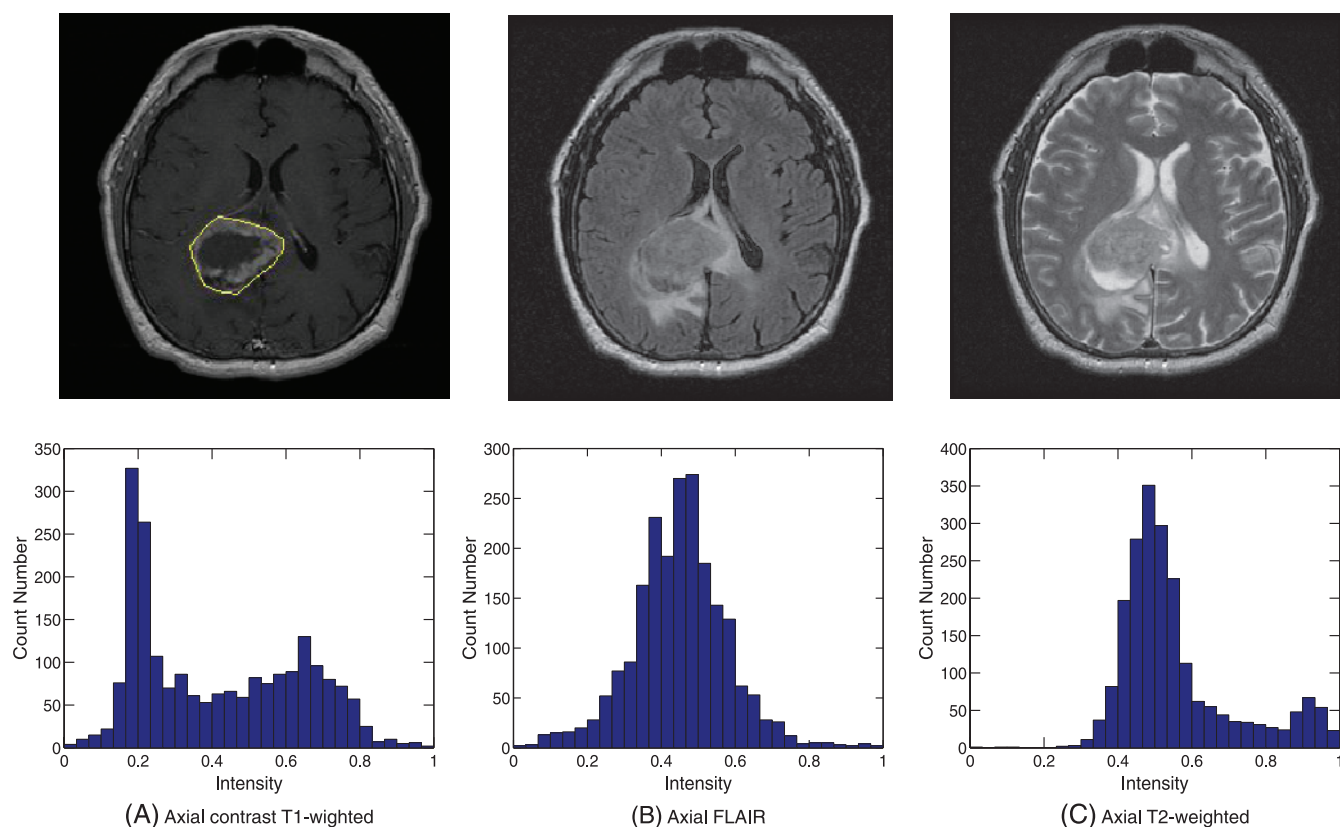 350
300
250
200
150
100
50
0
Count Number
0 0.2 0.4 0.6 0.8 1
Intensity
(A) Axial contrast T1-wighted
300
250
200
150
100
50
0
Count Number
0 0.2 0.4 0.6 0.8 1
Intensity
(B) Axial FLAIR
400
350
300
250
200
150
100
50
0
Count Number
0 0.2 0.4 0.6 0.8 1
Intensity
(C) Axial T2-weighted